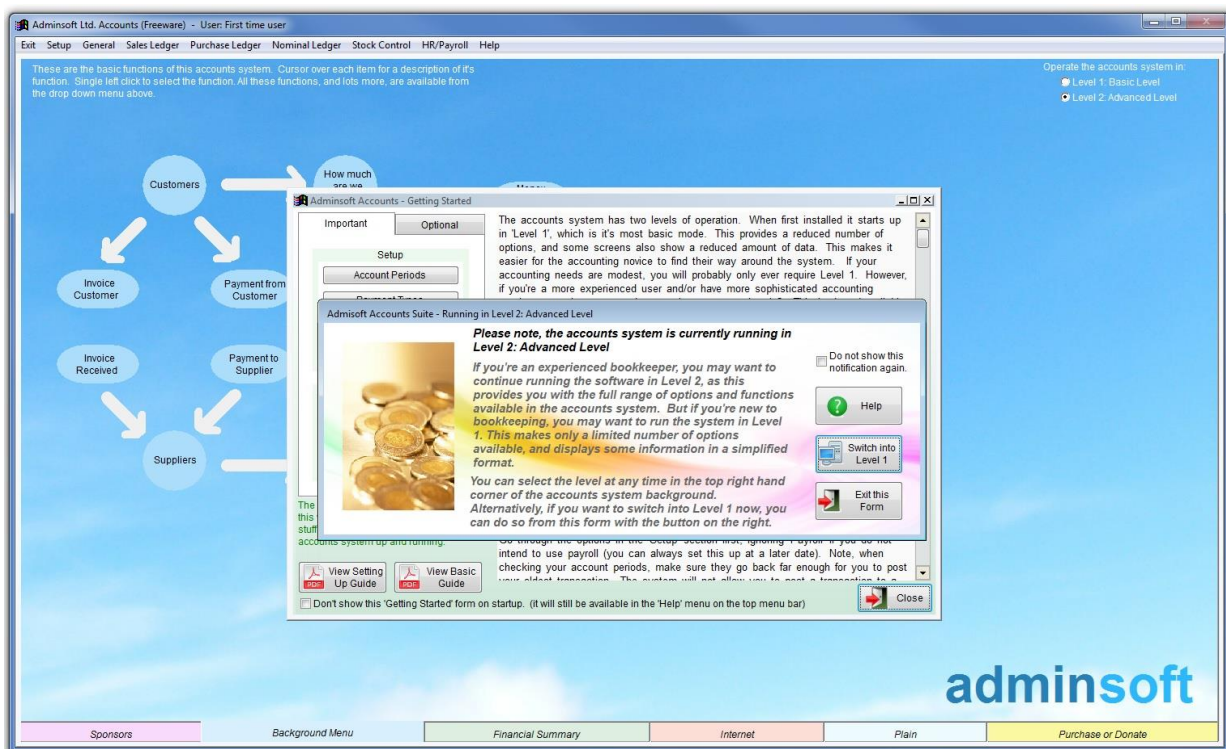 Adminsoft Ltd. Accounts (Freeware) - User: First time user
Exit Setup General Sales Ledger Purchase Ledger Nominal Ledger Stock Control HR/Payroll Help
These are the basic functions of this accounts system. Cursor over each item for a description of it's
function. Single left click to select the function. All these functions, and lots more, are available from
the drop down menu above.
Operate the accounts system in:
Level 1: Basic Level
Level 2: Advanced Level
Customers
How much
are we
Invoice
Customer
Payment from
Customer
Invoice
Received
Payment to
Supplier
Suppliers
Adminsoft Accounts - Getting Started
Important
Optional
Setup
Account Periods
The accounts system has two levels of operation. When first installed it starts up
in 'Level 1', which is it's most basic mode. This provides a reduced number of
options, and some screens also show a reduced amount of data. This makes it
easier for the accounting novice to find their way around the system. If your
accounting needs are modest, you will probably only ever require Level 1. However,
if you're a more experienced user and/or have more sophisticated accounting
Admisoft Accounts Suite - Running in Level 2: Advanced Level
Please note, the accounts system is currently running in
Level 2: Advanced Level
If you're an experienced bookkeeper, you may want to
continue running the software in Level 2, as this
provides you with the full range of options and functions
available in the accounts system. But if you're new to
bookkeeping, you may want to run the system in Level
1. This makes only a limited number of options
available, and displays some information in a simplified
format.
You can select the level at any time in the top right hand
corner of the accounts system background.
Alternatively, if you want to switch into Level 1 now, you
can do so from this form with the button on the right.
Do not show this
notification again.
Help
Switch into
Level 1
Exit this
Form
The
this
stuff
accounts system up and running.
intend to use payroll (you can always set this up at a later date). Note, when
checking your account periods, make sure they go back far enough for you to post
View Setting
Up Guide
View Basic
Guide
Don't show this 'Getting Started' form on startup. (it will still be available in the 'Help' menu on the top menu bar)
Close
adminsoft
Sponsors
Background Menu
Financial Summary
Internet
Plain
Purchase or Donate